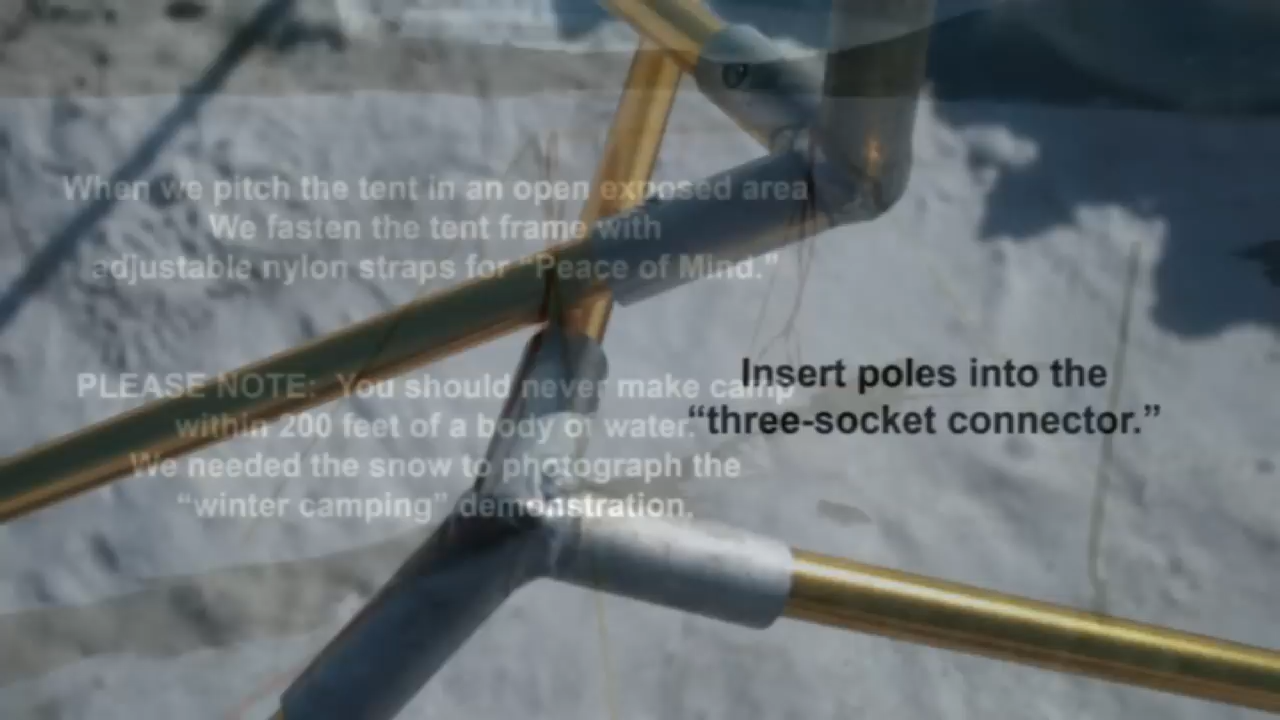 When we pitch the tent in an open exposed area
We fasten the tent frame with
adjustable nylon straps for “Peace of Mind.”
PLEASE NOTE: You should never make camp
within 200 feet of a body of water.
We needed the snow to photograph the
“winter camping” demonstration.
Insert poles into the
“three-socket connector.”